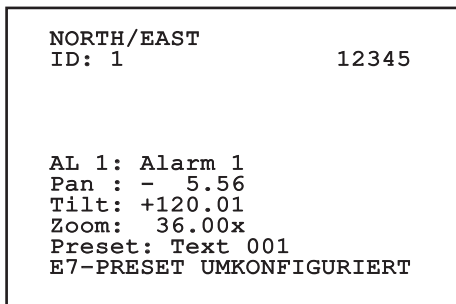 NORTH/EAST
ID: 1 12345
AL 1: Alarm 1
Pan : - 5.56
Tilt: +120.01
Zoom: 36.00x
Preset: Text 001
E7-PRESET UMKONFIGURIERT